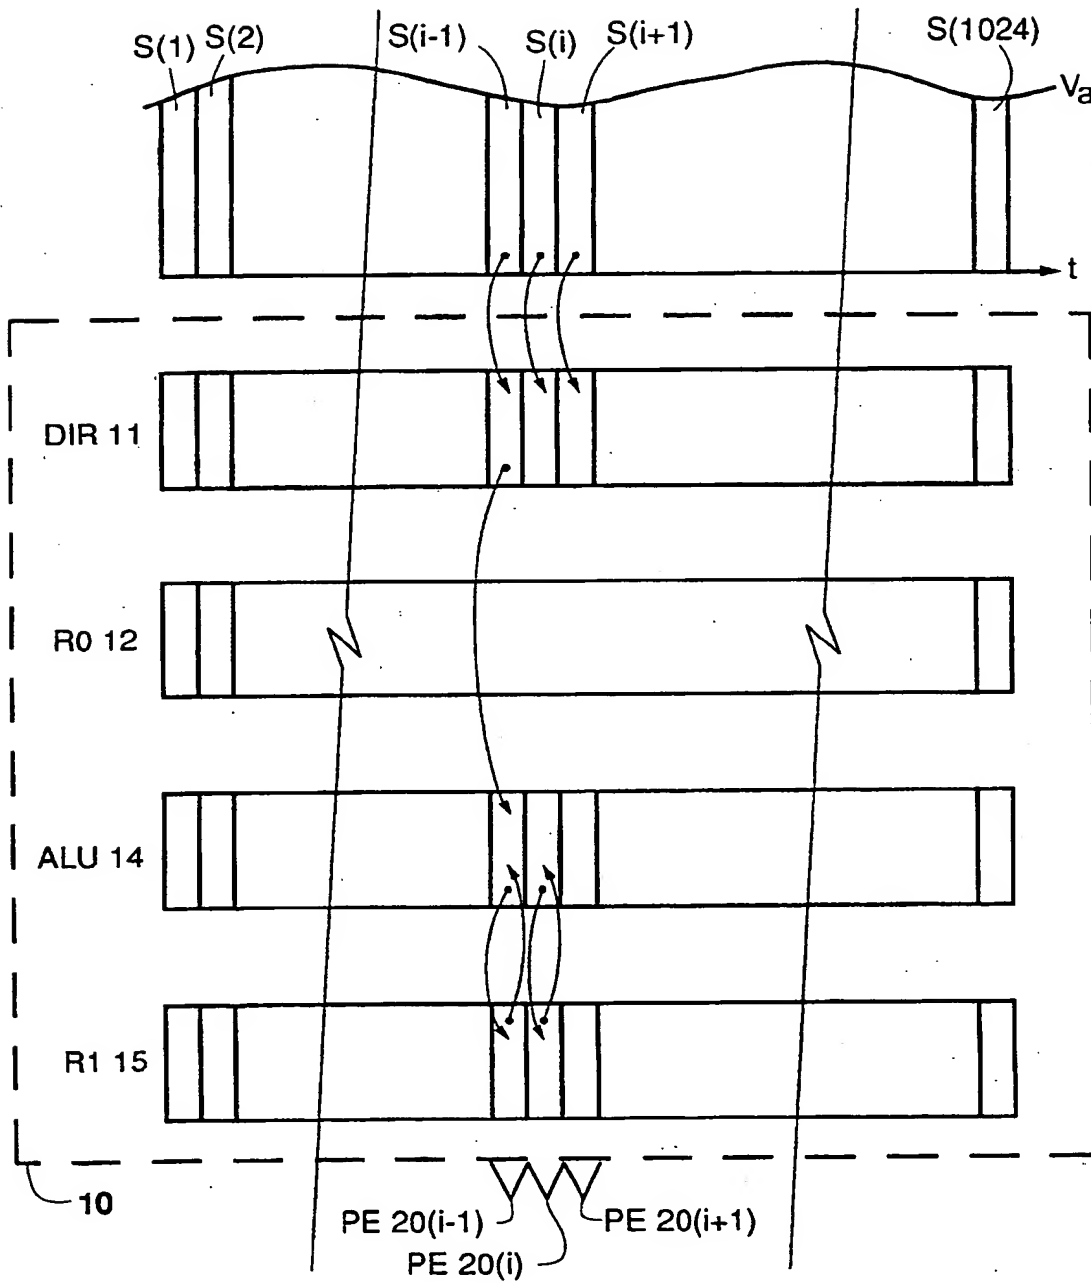 S(1) S(2) S(i-1) S(i) S(i+1) S(1024)
Va
t
DIR 11
R0 12
ALU 14
R1 15
10
PE 20(i-1) PE 20(i+1)
PE 20(i)